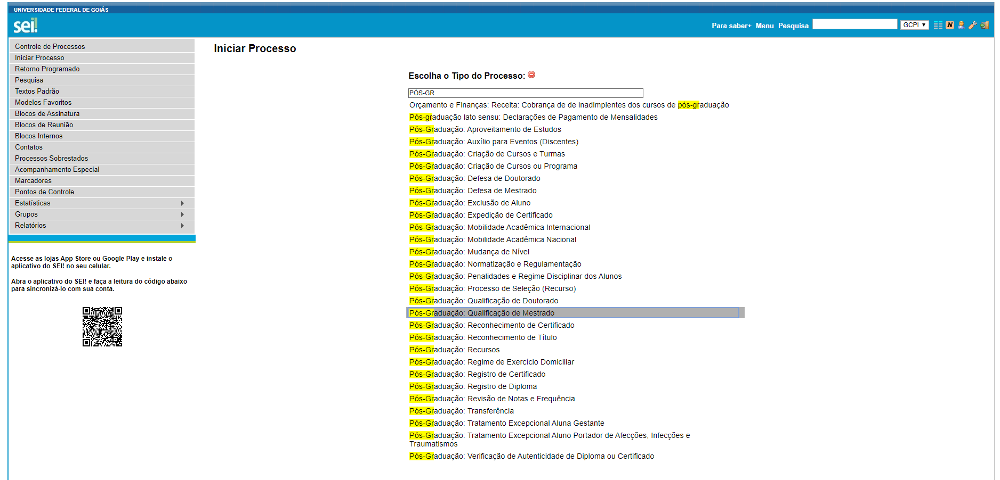 UNIVERSIDADE FEDERAL DE GOIÁS
sei!
Para saber+ Menu Pesquisa GCPI
Controle de Processos
Iniciar Processo
Retorno Programado
Pesquisa
Textos Padrão
Modelos Favoritos
Blocos de Assinatura
Blocos de Reunião
Blocos Internos
Contatos
Processos Sobrestados
Acompanhamento Especial
Marcadores
Pontos de Controle
Estatísticas
Grupos
Relatórios
Acesse as lojas App Store ou Google Play e instale o
aplicativo do SEI! no seu celular.
Abra o aplicativo do SEI! e faça a leitura do código abaixo
para sincronizá-lo com sua conta.
Iniciar Processo
Escolha o Tipo do Processo:
PÓS-GR
Orçamento e Finanças: Receita: Cobrança de de inadimplentes dos cursos de pós-graduação
Pós-graduação lato sensu: Declarações de Pagamento de Mensalidades
Pós-Graduação: Aproveitamento de Estudos
Pós-Graduação: Auxílio para Eventos (Discentes)
Pós-Graduação: Criação de Cursos e Turmas
Pós-Graduação: Criação de Cursos ou Programa
Pós-Graduação: Defesa de Doutorado
Pós-Graduação: Defesa de Mestrado
Pós-Graduação: Exclusão de Aluno
Pós-Graduação: Expedição de Certificado
Pós-Graduação: Mobilidade Acadêmica Internacional
Pós-Graduação: Mobilidade Acadêmica Nacional
Pós-Graduação: Mudança de Nível
Pós-Graduação: Normatização e Regulamentação
Pós-Graduação: Penalidades e Regime Disciplinar dos Alunos
Pós-Graduação: Processo de Seleção (Recurso)
Pós-Graduação: Qualificação de Doutorado
Pós-Graduação: Qualificação de Mestrado
Pós-Graduação: Reconhecimento de Certificado
Pós-Graduação: Reconhecimento de Título
Pós-Graduação: Recursos
Pós-Graduação: Regime de Exercício Domiciliar
Pós-Graduação: Registro de Certificado
Pós-Graduação: Registro de Diploma
Pós-Graduação: Revisão de Notas e Frequência
Pós-Graduação: Transferência
Pós-Graduação: Tratamento Excepcional Aluna Gestante
Pós-Graduação: Tratamento Excepcional Aluno Portador de Afecções, Infecções e
Traumatismos
Pós-Graduação: Verificação de Autenticidade de Diploma ou Certificado